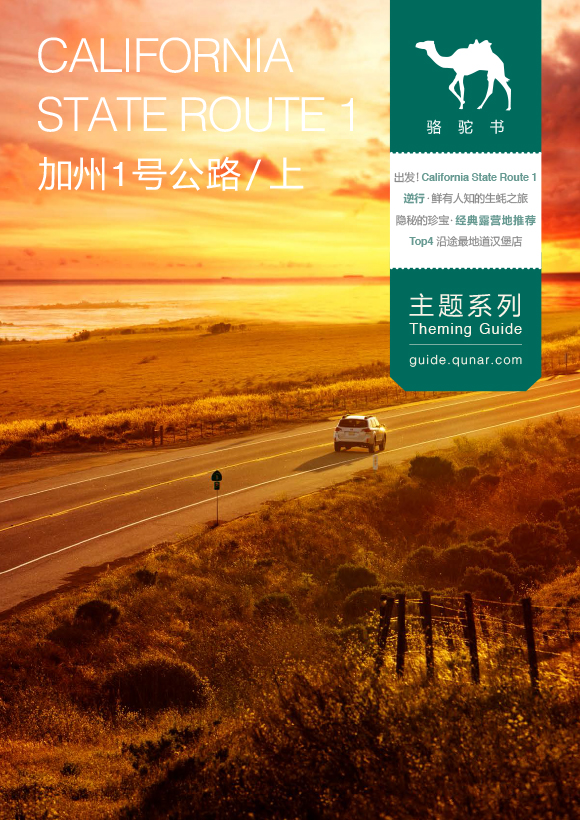 CALIFORNIA
STATE ROUTE 1
加州1号公路/上
骆驼书
出发! California State Route 1
逆行·鲜有人知的生蚝之旅
隐秘的珍宝·经典露营地推荐
Top4 沿途最地道汉堡店
主题系列
Theming Guide
guide.qunar.com